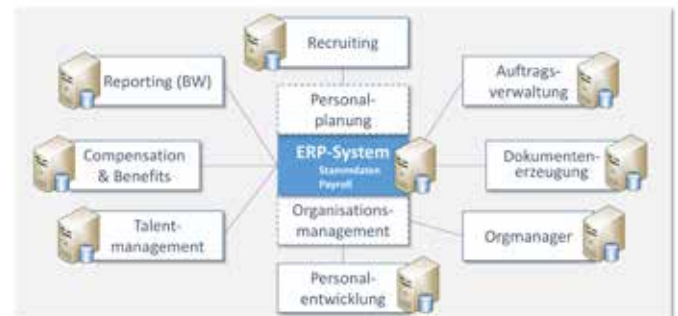 Recruiting
Reporting (BW)
Auftrags-
verwaltung
Personal-
planung
ERP-System
Stammdaten
Payroll
Compensation
& Benefits
Dokumenten-
erzeugung
Organisations-
management
Talent-
management
Orgmanager
Personal-
entwicklung